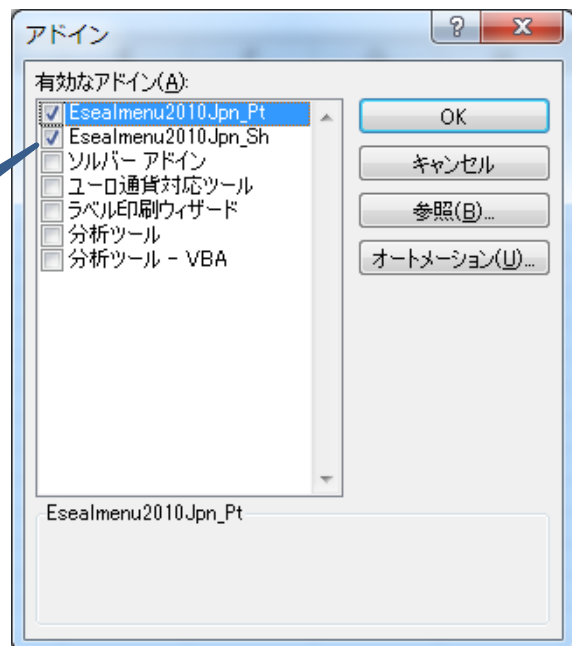 アドイン
有効なアドイン(A):
Esealmenu2010Jpn_Pt
Esealmenu2010Jpn_Sh
ソルバー アドイン
ユーロ通貨対応ツール
ラベル印刷ウィザード
分析ツール
分析ツール - VBA
OK
キャンセル
参照(B)...
オートメーション(U)...
Esealmenu2010Jpn_Pt